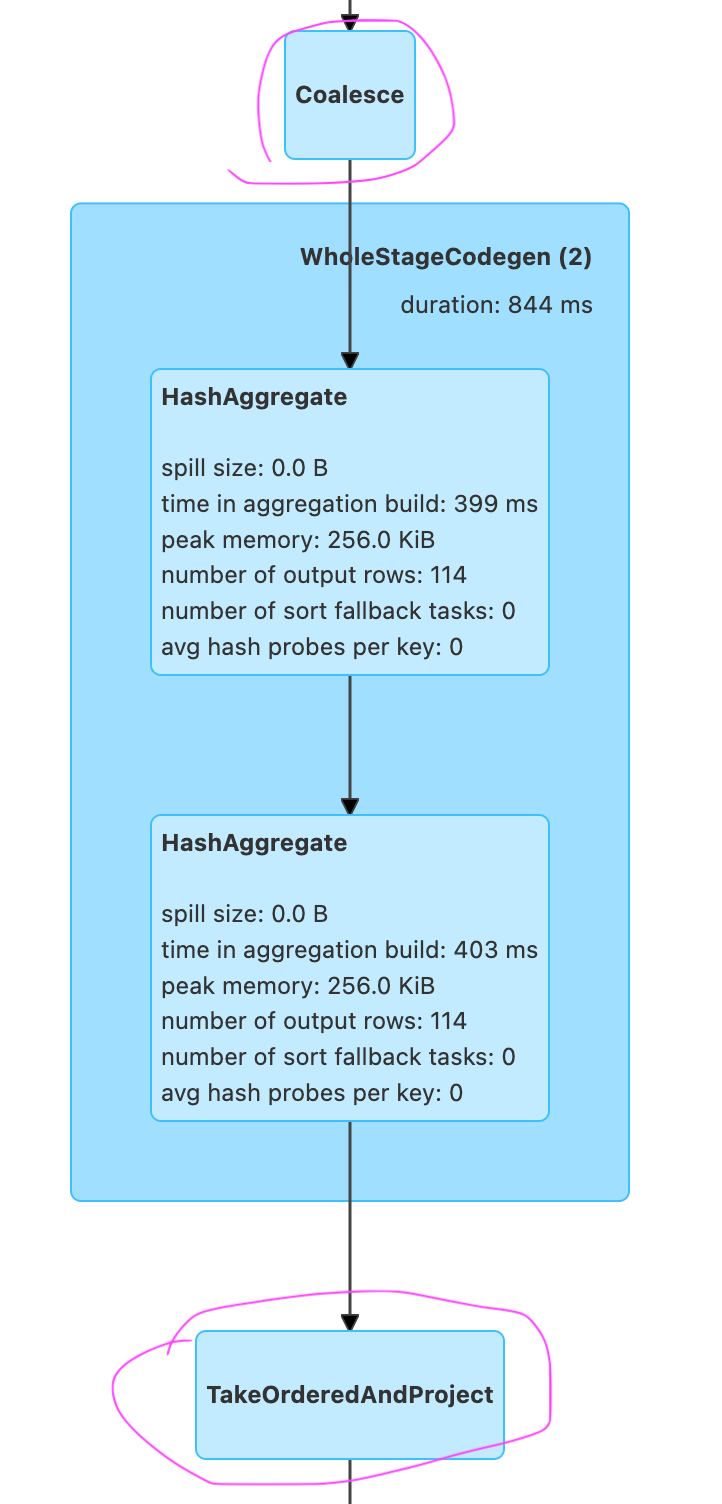 Coalesce
WholeStageCodegen (2)
duration: 844 ms
HashAggregate
spill size: 0.0 B
time in aggregation build: 399 ms
peak memory: 256.0 KiB
number of output rows: 114
number of sort fallback tasks: 0
avg hash probes per key: 0
HashAggregate
spill size: 0.0 B
time in aggregation build: 403 ms
peak memory: 256.0 KiB
number of output rows: 114
number of sort fallback tasks: 0
avg hash probes per key: 0
TakeOrderedAndProject